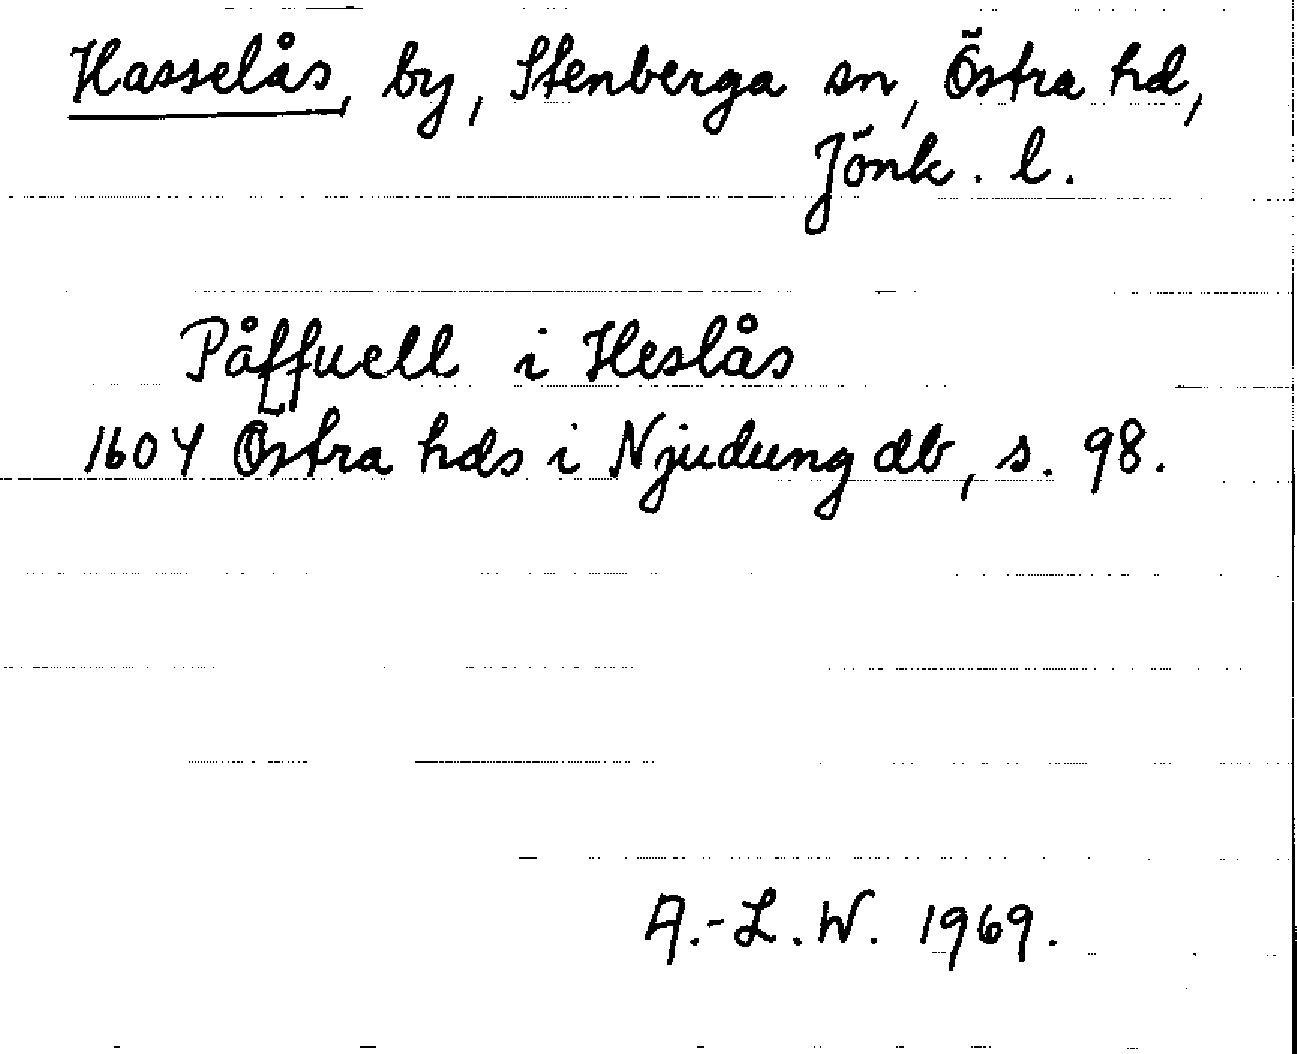 Hasselås, by, Stenberga sn, Östra hd,
Jönk. l.
Påffuell i Heslås
1604 Östra hds i Njudung db, s. 98.
A.-L.W. 1969.